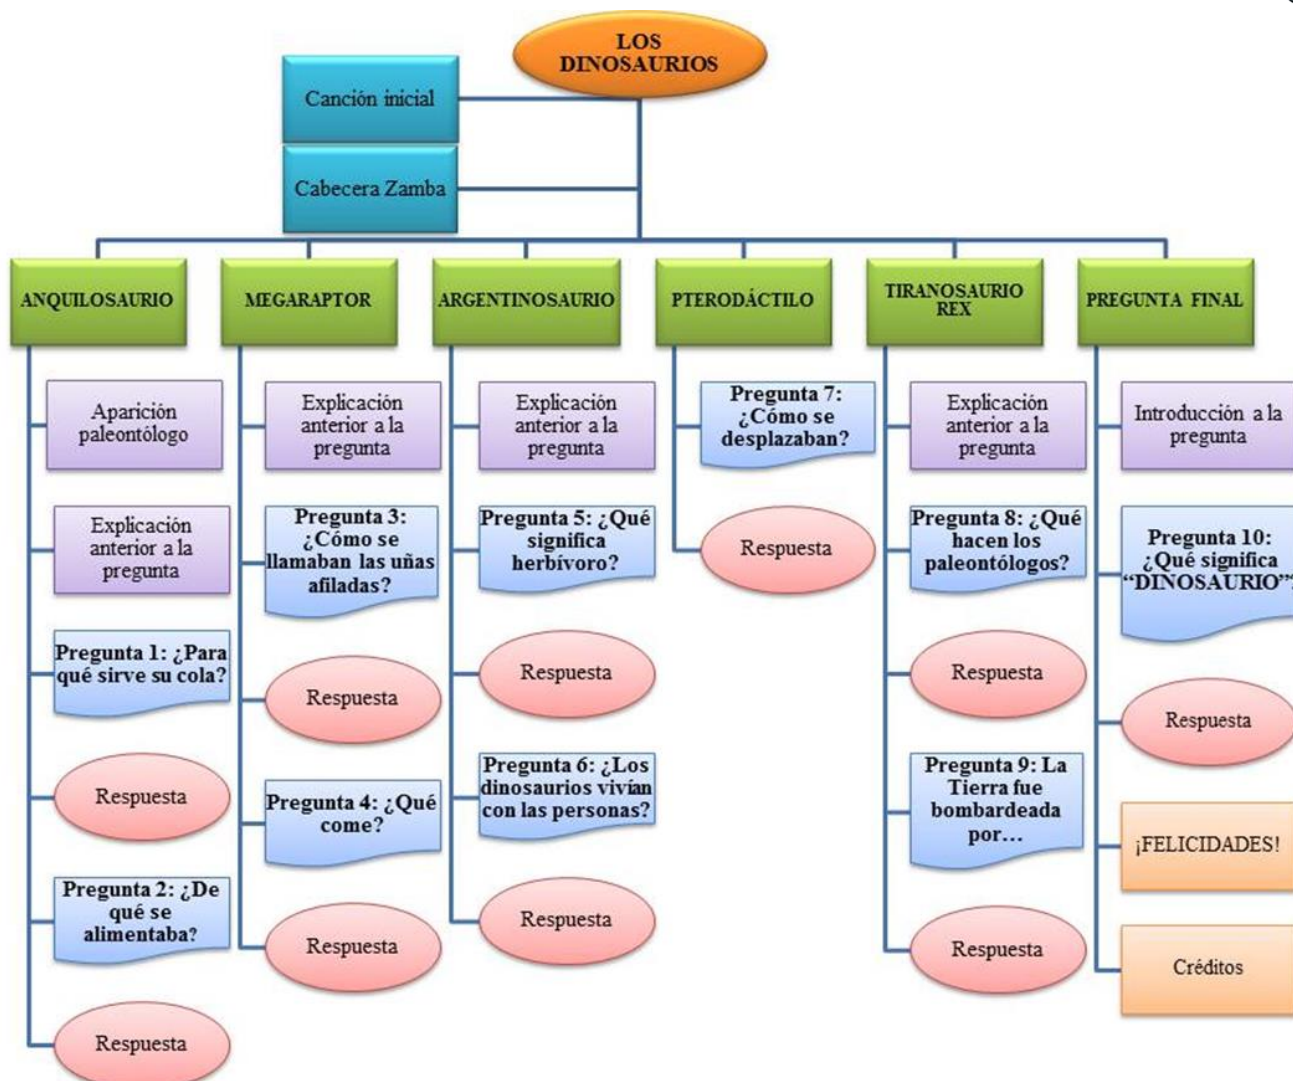 LOS
DINOSAURIOS
Canción inicial
Cabecera Zamba
ANQUILOSAURIO
Aparición
paleontólogo
Explicación
anterior a la
pregunta
Pregunta 1: ¿Para
qué sirve su cola?
Respuesta
Pregunta 2: ¿De
qué se
alimentaba?
Respuesta
MEGARAPTOR
Explicación
anterior a la
pregunta
Pregunta 3:
¿Cómo se
llamaban las uñas
afiladas?
Respuesta
Pregunta 4: ¿Qué
come?
Respuesta
ARGENTINOSAURIO
Explicación
anterior a la
pregunta
Pregunta 5: ¿Qué
significa
herbívoro?
Respuesta
Pregunta 6: ¿Los
dinosaurios vivían
con las personas?
Respuesta
PTERODÁCTILO
Pregunta 7:
¿Cómo se
desplazaban?
Respuesta
TIRANOSAURIO
REX
Explicación
anterior a la
pregunta
Pregunta 8: ¿Qué
hacen los
paleontólogos?
Respuesta
Pregunta 9: La
Tierra fue
bombardeada
por…
Respuesta
PREGUNTA FINAL
Introducción a la
pregunta
Pregunta 10:
¿Qué significa
“DINOSAURIO”?
Respuesta
¡FELICIDADES!
Créditos